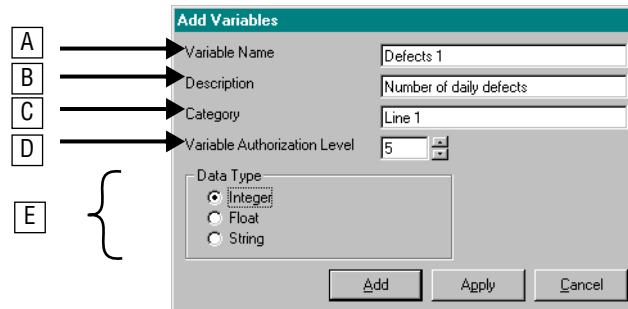 Add Variables
A
Variable Name
Defects 1
B
Description
Number of daily defects
C
Category
Line 1
D
Variable Authorization Level
5
E
Data Type
Integer
Float
String
Add
Apply
Cancel